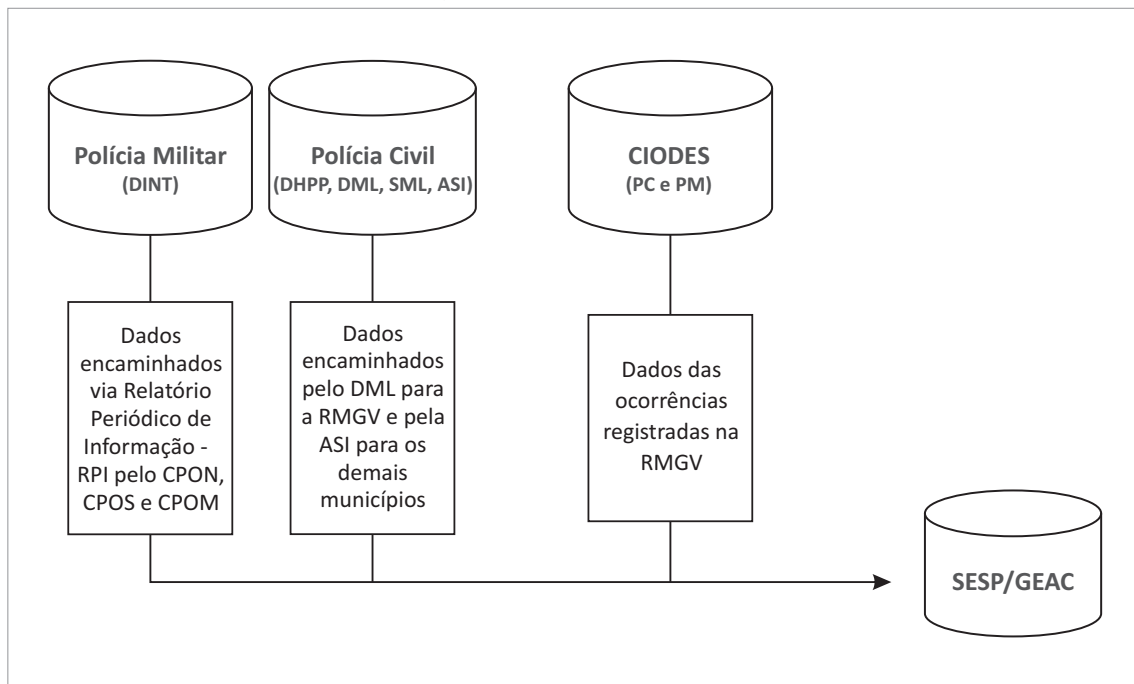 Polícia Militar
(DINT)
Polícia Civil
(DHPP, DML, SML, ASI)
CIODES
(PC e PM)
Dados
encaminhados
via Relatório
Periódico de
Informação -
RPI pelo CPON,
CPOS e CPOM
Dados
encaminhados
pelo DML para
a RMGV e pela
ASI para os
demais
municípios
Dados das
ocorrências
registradas na
RMGV
SESP/GEAC